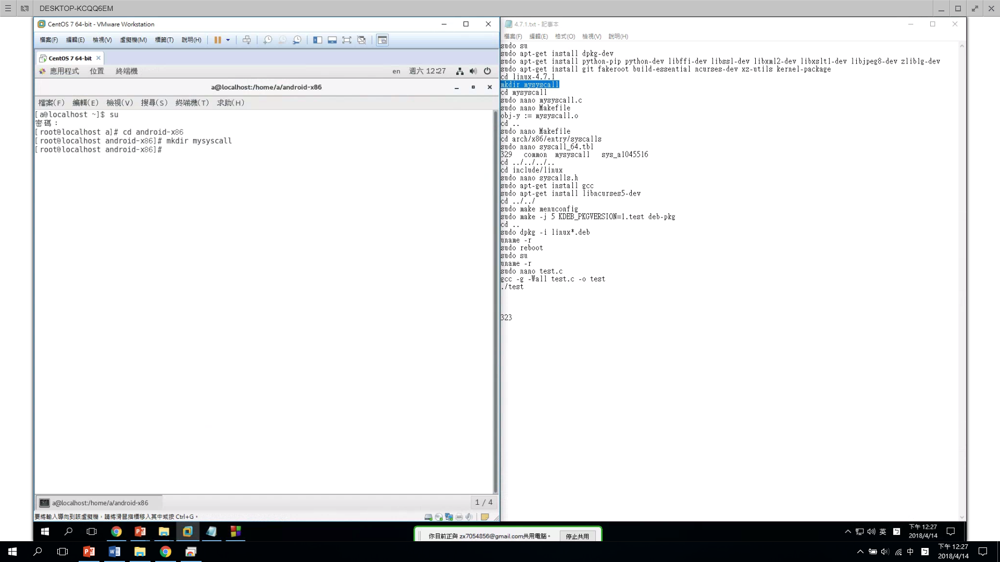 DESKTOP-KCQQ6EM
CentOS 7 64-bit - VMware Workstation
檔案(F) 編輯(E) 檢視(V) 虛擬機(M) 標籤(T) 說明(H)
CentOS 7 64-bit
應用程式 位置 終端機 en 週六 12:27
a@localhost:/home/a/android-x86
檔案(F) 編輯(E) 檢視(V) 搜尋(S) 終端機(T) 求助(H)
[a@localhost ~]$ su
密碼：
[root@localhost a]# cd android-x86
[root@localhost android-x86]# mkdir mysyscall
[root@localhost android-x86]#
a@localhost:/home/a/android-x86 1 / 4
要將輸入導向到該虛擬機，請將滑鼠指標移入其中或按 Ctrl+G。
4.7.1.txt - 記事本
檔案(F) 編輯(E) 格式(O) 檢視(V) 說明(H)
sudo su
sudo apt-get install dpkg-dev
sudo apt-get install python-pip python-dev libffi-dev libssl-dev libxml2-dev libxslt1-dev libjpeg8-dev zlib1g-dev
sudo apt-get install git fakeroot build-essential ncurses-dev xz-utils kernel-package
cd linux-4.7.1
mkdir mysyscall
cd mysyscall
sudo nano mysyscall.c
sudo nano Makefile
obj-y := mysyscall.o
cd ..
sudo nano Makefile
cd arch/x86/entry/syscalls
sudo nano syscall_64.tbl
329 common mysyscall sys_a1045516
cd ../../../..
cd include/linux
sudo nano syscalls.h
sudo apt-get install gcc
sudo apt-get install libncurses5-dev
cd ../../
sudo make menuconfig
sudo make -j 5 KDEB_PKGVERSION=1.test deb-pkg
cd ..
sudo dpkg -i linux*.deb
uname -r
sudo reboot
sudo su
uname -r
sudo nano test.c
gcc -g -Wall test.c -o test
./test
323
你目前正與 zx7054856@gmail.com共用電腦。 停止共用
英 下午 12:27
2018/4/14
中 下午 12:27
2018/4/14